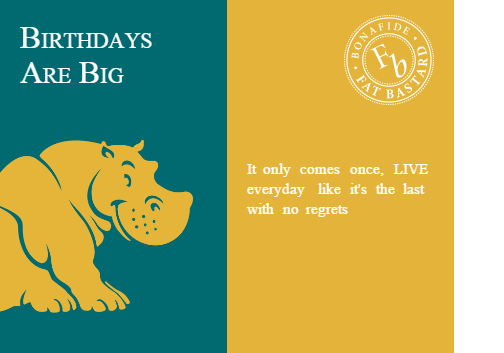 BIRTHDAYS
ARE BIG
BONAFIDE
Fb
FAT BASTARD
It only comes once, LIVE
everyday like it's the last
with no regrets